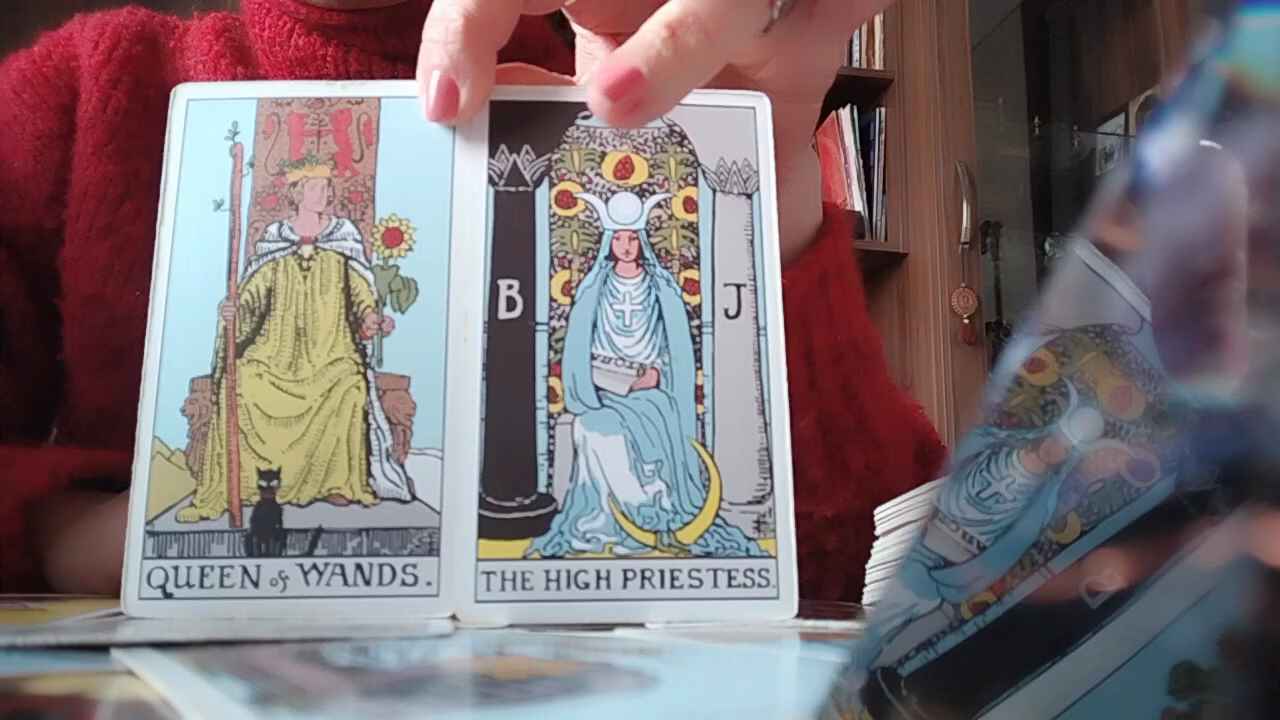 B
J
QUEEN of WANDS.
THE HIGH PRIESTESS.